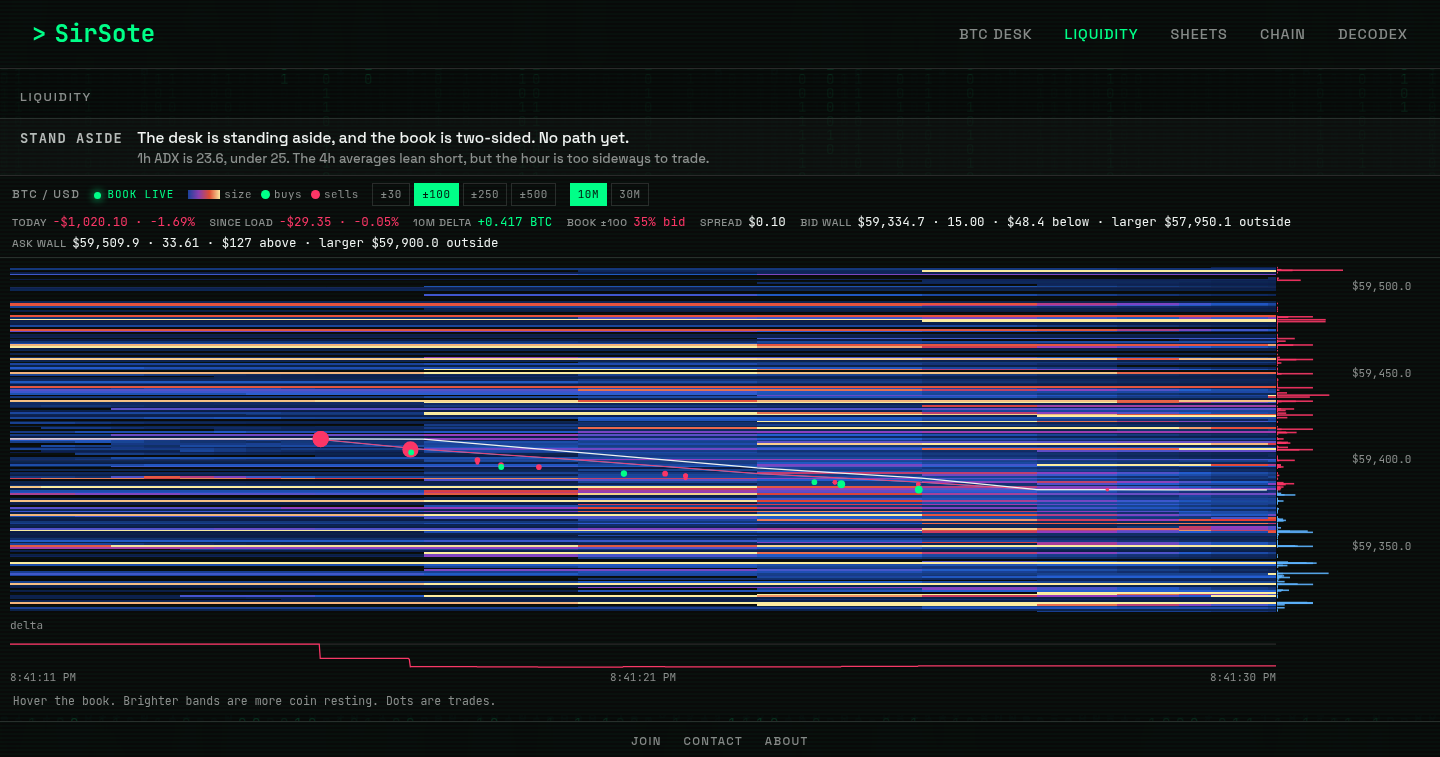 > SirSote
BTC DESK LIQUIDITY SHEETS CHAIN DECODEX
LIQUIDITY
STAND ASIDE The desk is standing aside, and the book is two-sided. No path yet.
1h ADX is 23.6, under 25. The 4h averages lean short, but the hour is too sideways to trade.
BTC / USD BOOK LIVE size buys sells ±30 ±100 ±250 ±500 10M 30M
TODAY -$1,020.10 · -1.69% SINCE LOAD -$29.35 · -0.05% 10M DELTA +0.417 BTC BOOK ±100 35% bid SPREAD $0.10 BID WALL $59,334.7 · 15.00 · $48.4 below · larger $57,950.1 outside
ASK WALL $59,509.9 · 33.61 · $127 above · larger $59,900.0 outside
$59,500.0
$59,450.0
$59,400.0
$59,350.0
delta
8:41:11 PM 8:41:21 PM 8:41:30 PM
Hover the book. Brighter bands are more coin resting. Dots are trades.
JOIN CONTACT ABOUT